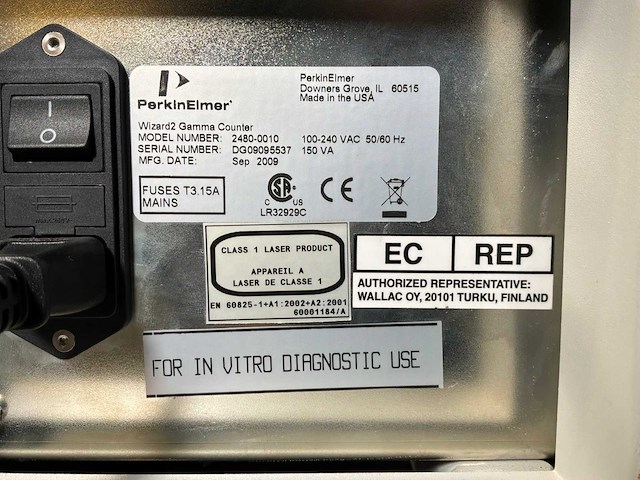 PerkinElmer
PerkinElmer
Downers Grove, IL 60515
Made in the USA
Wizard2 Gamma Counter
MODEL NUMBER: 2480-0010 100-240 VAC 50/60 Hz
SERIAL NUMBER: DG09095537 150 VA
MFG. DATE: Sep 2009
FUSES T3.15A
MAINS
CSA
C US
LR32929C
CE
CLASS 1 LASER PRODUCT
APPAREIL A
LASER DE CLASSE 1
EN 60825-1+A1:2002+A2:2001
60001184/A
EC REP
AUTHORIZED REPRESENTATIVE:
WALLAC OY, 20101 TURKU, FINLAND
FOR IN VITRO DIAGNOSTIC USE